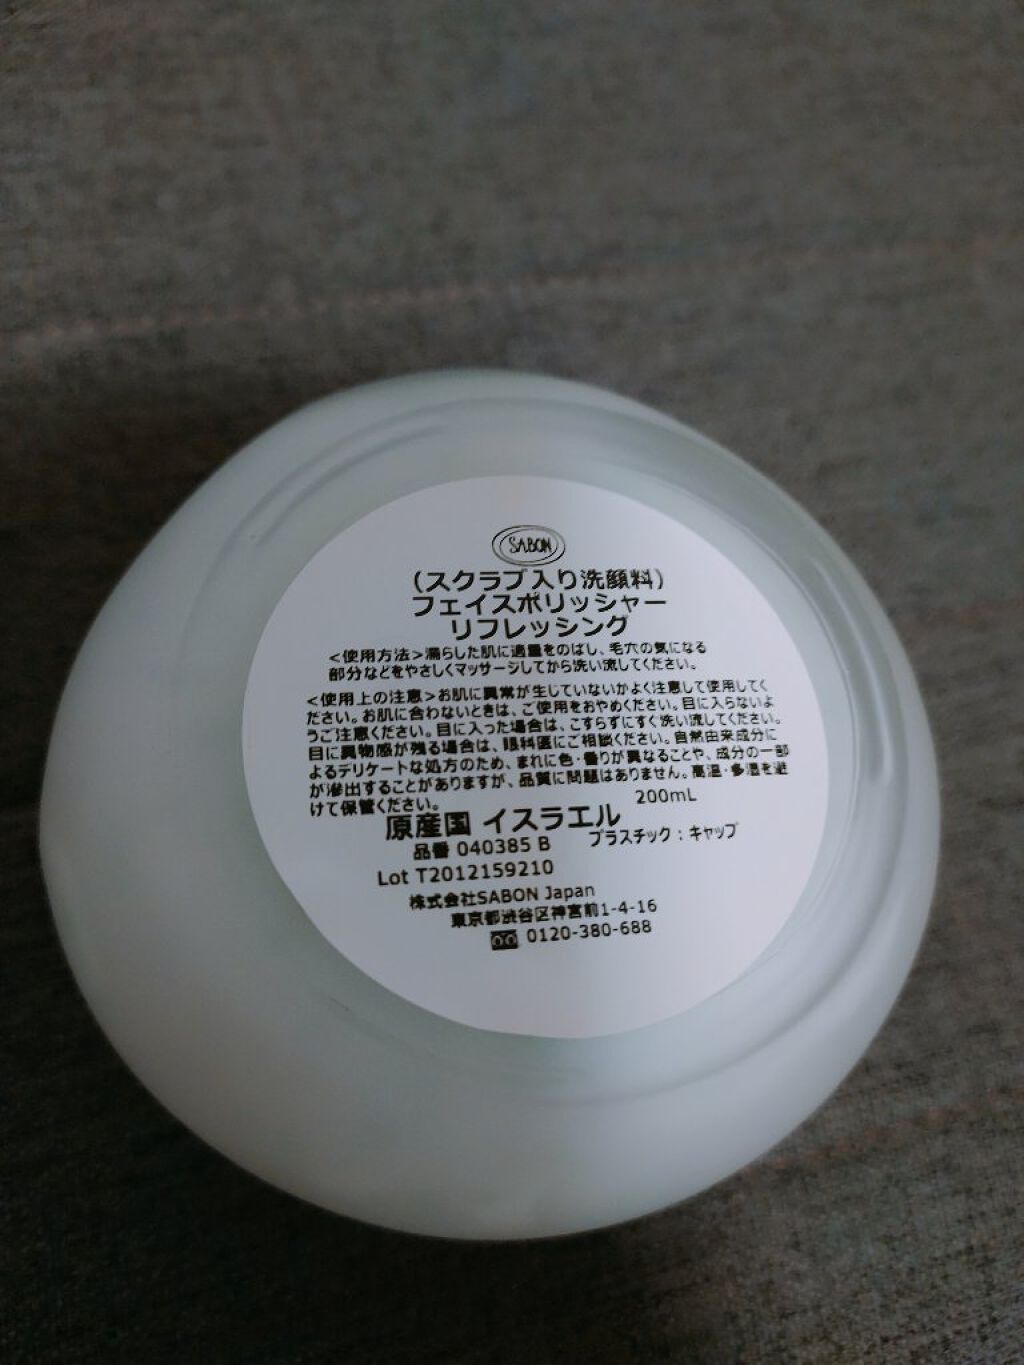 SABON
(スクラブ入り洗顔料)
フェイスポリッシャー
リフレッシング
<使用方法>濡らした肌に適量をのばし、毛穴の気になる
部分などをやさしくマッサージしてから洗い流してください。
<使用上の注意>お肌に異常が生じていないかよく注意して使用してく
ださい。お肌に合わないときは、ご使用をおやめください。目に入らないよ
うご注意ください。目に入った場合は、こすらずにすぐ洗い流してください。
目に異物感が残る場合は、眼科医にご相談ください。自然由来成分に
よるデリケートな処方のため、まれに色・香りが異なることや、成分の一部
が滲出することがありますが、品質に問題はありません。高温・多湿を避
けて保管ください。
200mL
原産国 イスラエル
プラスチック:キャップ
品番 040385 B
Lot T2012159210
株式会社SABON Japan
東京都渋谷区神宮前1-4-16
0120-380-688